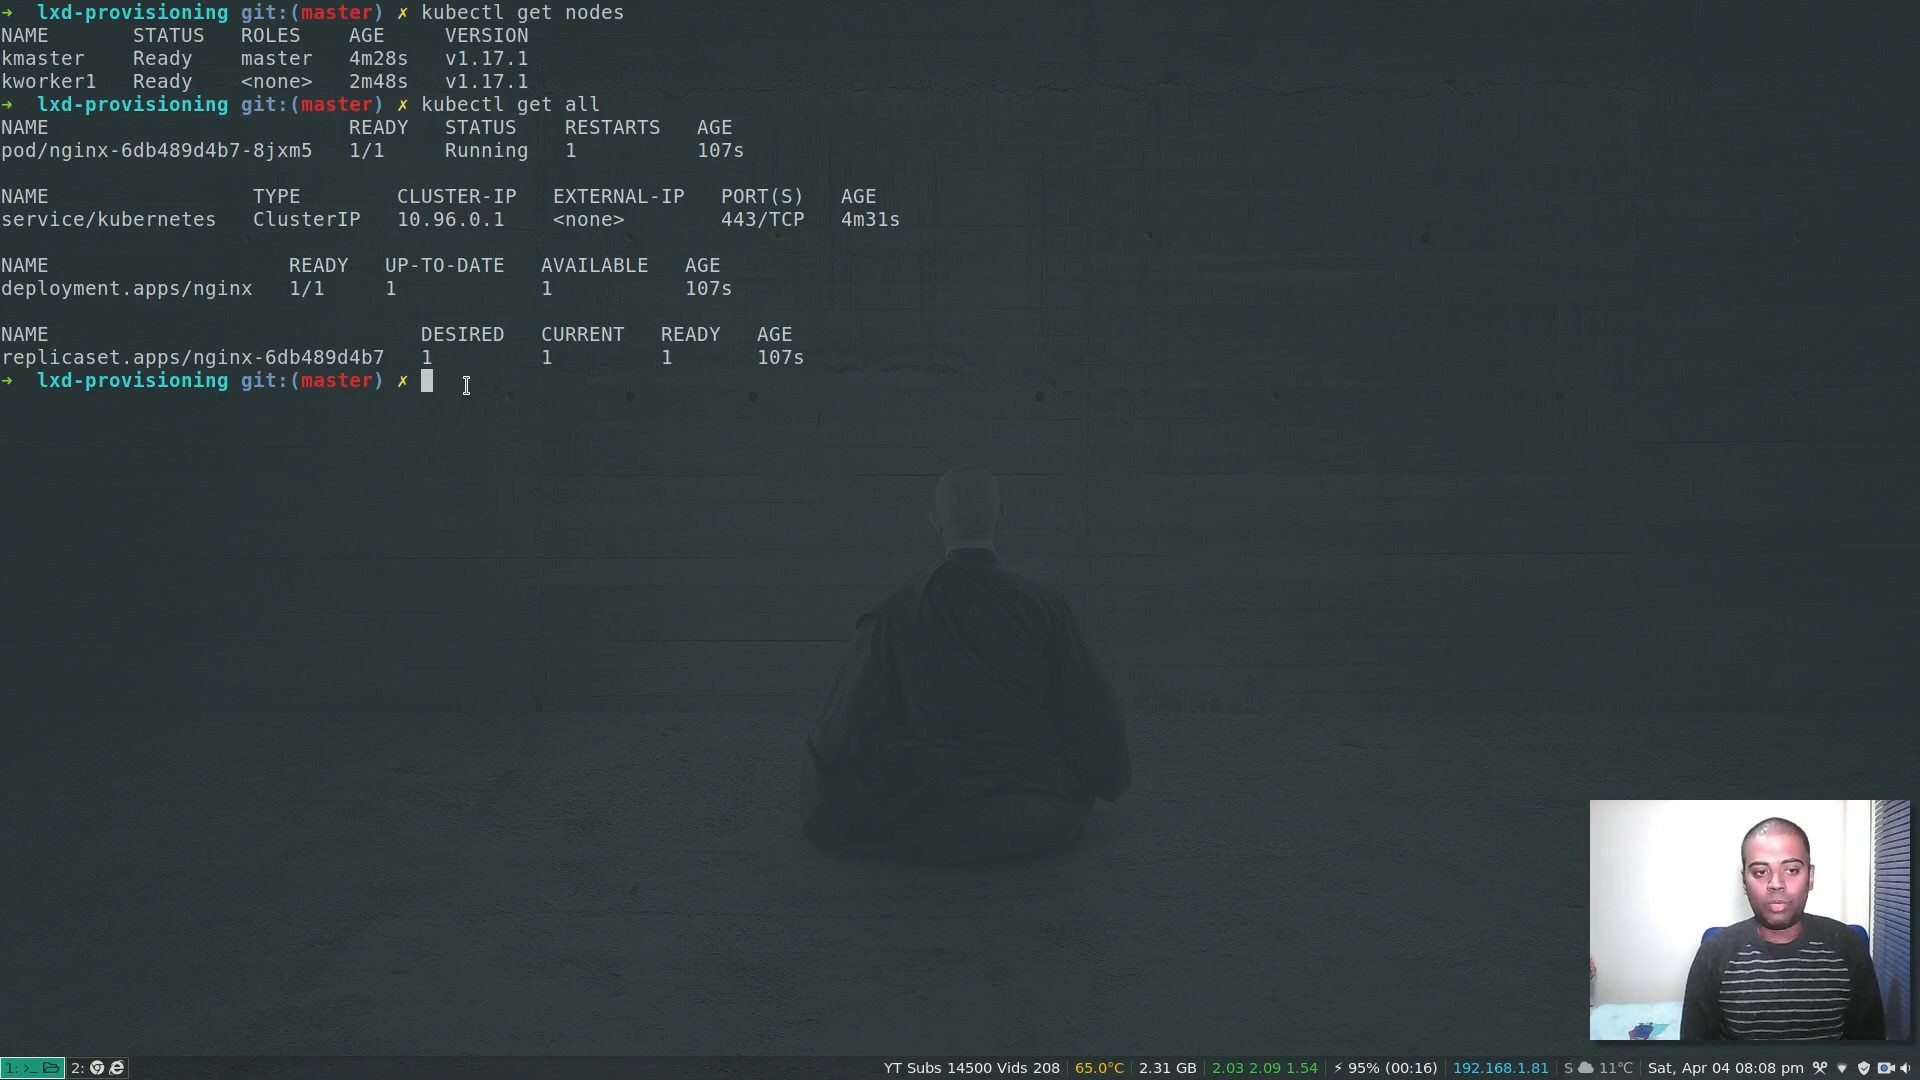 ➜  lxd-provisioning git:(master) ✗ kubectl get nodes
NAME       STATUS   ROLES    AGE     VERSION
kmaster    Ready    master   4m28s   v1.17.1
kworker1   Ready    <none>   2m48s   v1.17.1
➜  lxd-provisioning git:(master) ✗ kubectl get all
NAME                         READY   STATUS    RESTARTS   AGE
pod/nginx-6db489d4b7-8jxm5   1/1     Running   1          107s
NAME                 TYPE        CLUSTER-IP   EXTERNAL-IP   PORT(S)   AGE
service/kubernetes   ClusterIP   10.96.0.1    <none>        443/TCP   4m31s
NAME                    READY   UP-TO-DATE   AVAILABLE   AGE
deployment.apps/nginx   1/1     1            1           107s
NAME                               DESIRED   CURRENT   READY   AGE
replicaset.apps/nginx-6db489d4b7   1         1         1       107s
➜  lxd-provisioning git:(master) ✗
1: 2: YT Subs 14500 Vids 208 | 65.0°C | 2.31 GB | 2.03 2.09 1.54 | ⚡ 95% (00:16) | 192.168.1.81 | S ☁ 11℃ | Sat, Apr 04 08:08 pm